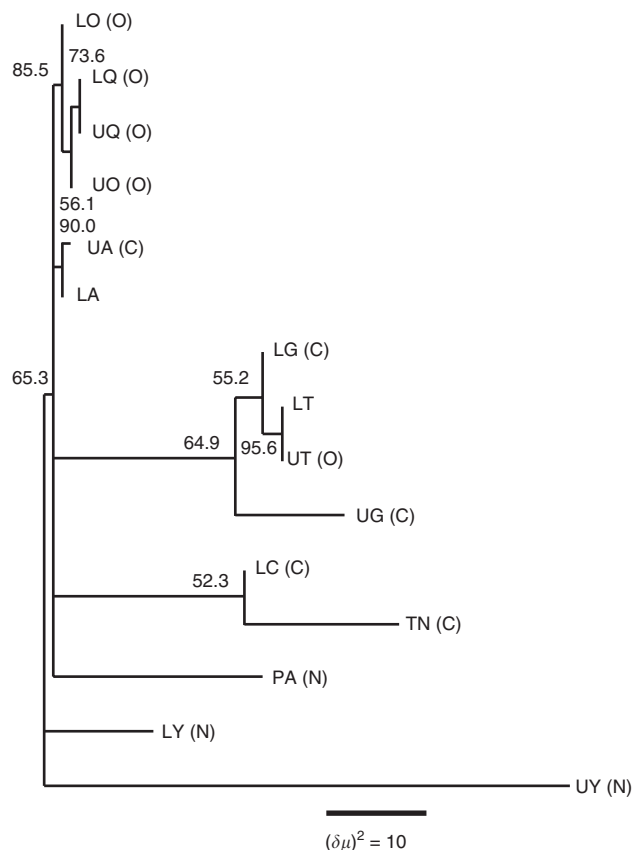 LO (O)
73.6
85.5
LQ (O)
UQ (O)
UO (O)
56.1
90.0
UA (C)
LA
LG (C)
65.3
55.2
LT
64.9
95.6
UT (O)
UG (C)
LC (C)
52.3
TN (C)
PA (N)
LY (N)
UY (N)
(δμ)² = 10